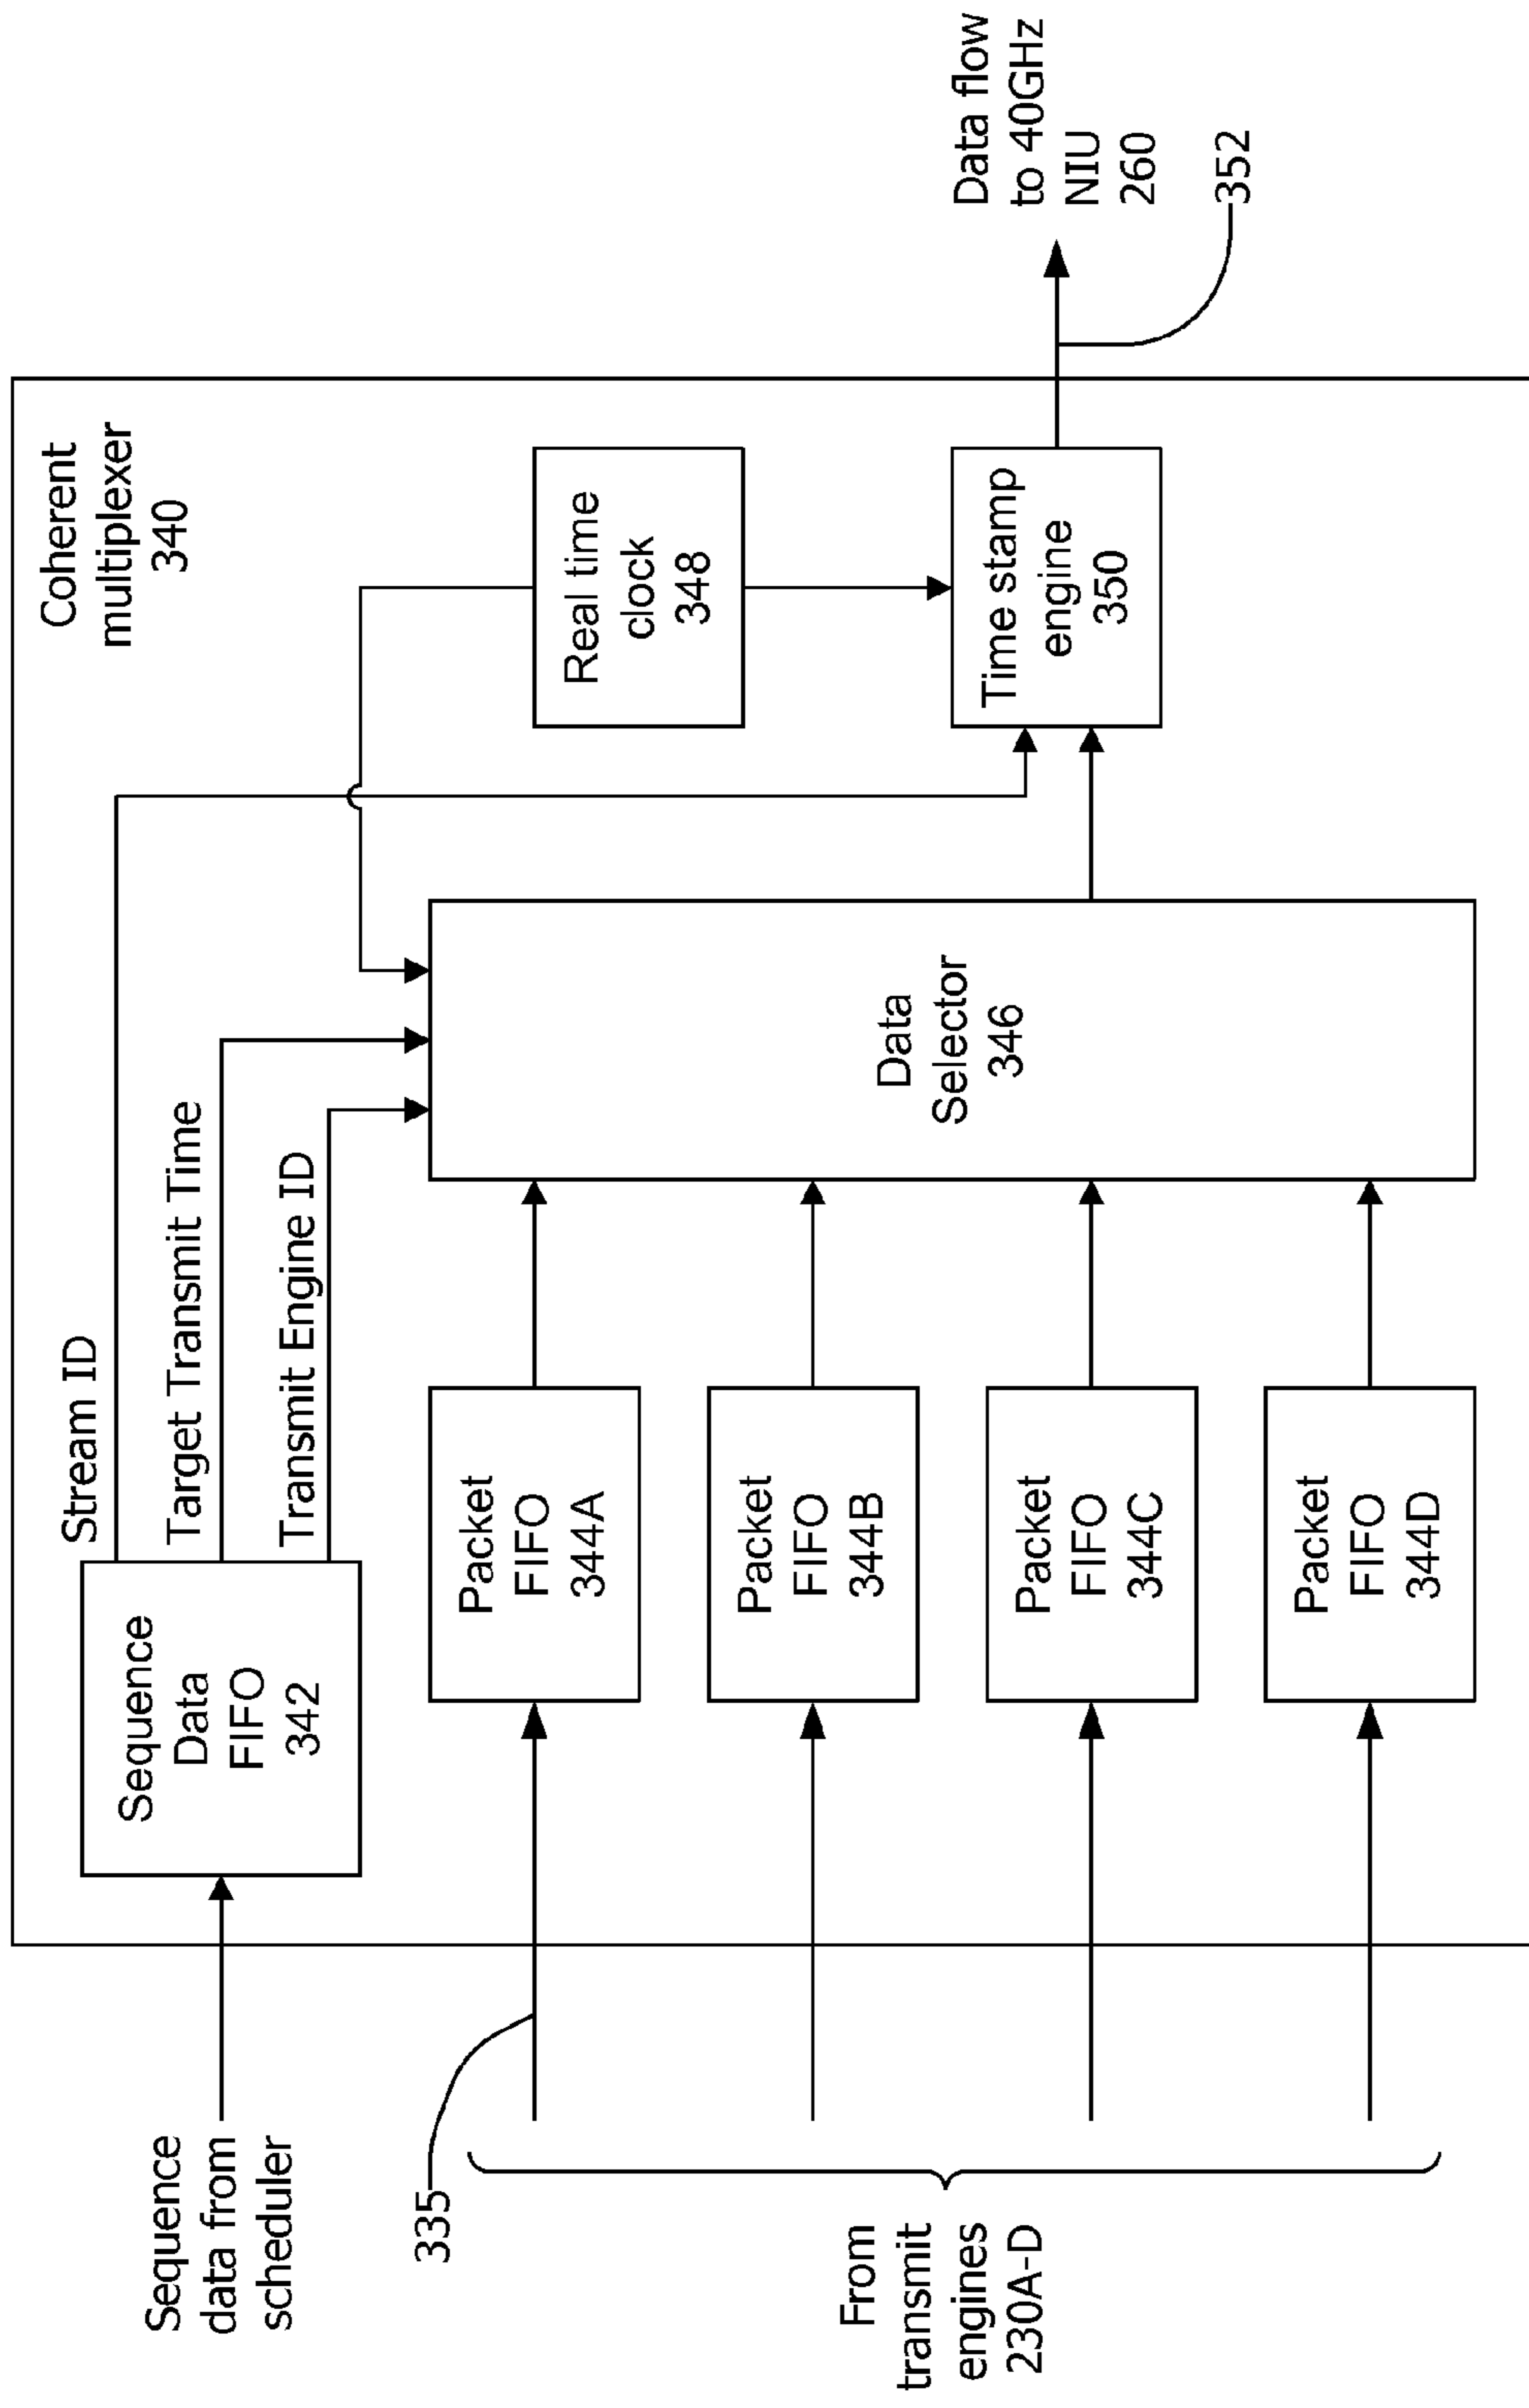 Coherent
multiplexer
340
Sequence
data from
scheduler
Sequence
Data
FIFO
342
Stream ID
Target Transmit Time
Transmit Engine ID
335
From
transmit
engines
230A-D
Packet
FIFO
344A
Packet
FIFO
344B
Packet
FIFO
344C
Packet
FIFO
344D
Data
Selector
346
Real time
clock
348
Time stamp
engine
350
Data flow
to 40GHz
NIU
260
352